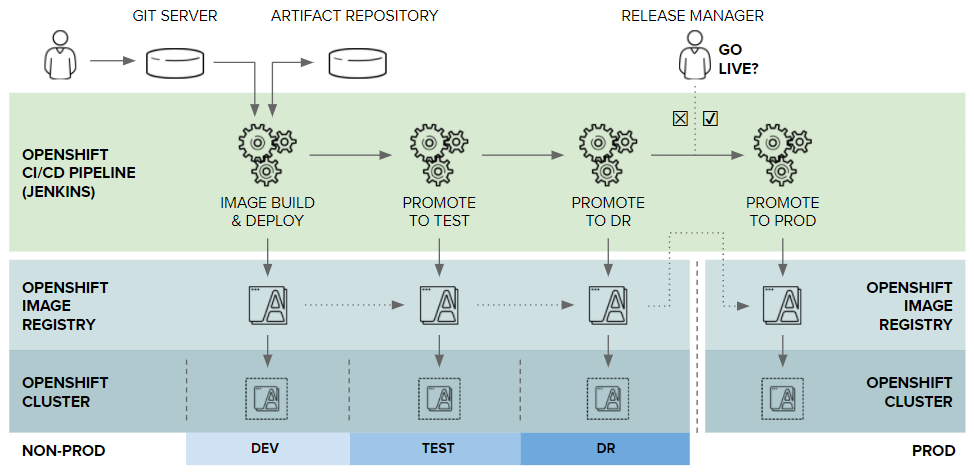 GIT SERVER
ARTIFACT REPOSITORY
RELEASE MANAGER
GO
LIVE?
OPENSHIFT
CI/CD PIPELINE
(JENKINS)
IMAGE BUILD
& DEPLOY
PROMOTE
TO TEST
PROMOTE
TO DR
PROMOTE
TO PROD
OPENSHIFT
IMAGE
REGISTRY
OPENSHIFT
IMAGE
REGISTRY
OPENSHIFT
CLUSTER
OPENSHIFT
CLUSTER
NON-PROD
DEV
TEST
DR
PROD